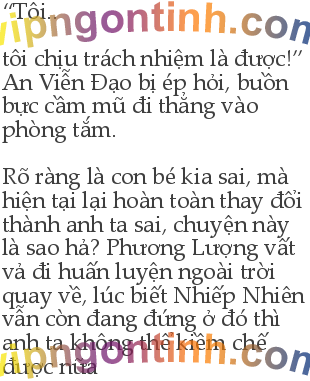 “Tôi...
vipngontinh.com
tôi chịu trách nhiệm là được!”
An Viễn Đạo bị ép hỏi, buồn
bực cầm mũ đi thẳng vào
phòng tắm.
Rõ ràng là con bé kia sai, mà
hiện tại lại hoàn toàn thay đổi
thành anh ta sai, chuyện này
là sao hả? Phương Lượng vất
vả đi huấn luyện ngoài trời
quay về, lúc biết Nhiếp Nhiên
vẫn còn đang đứng ở đó thì
anh ta không thể kiềm chế
vipngontinh.com
được nữa